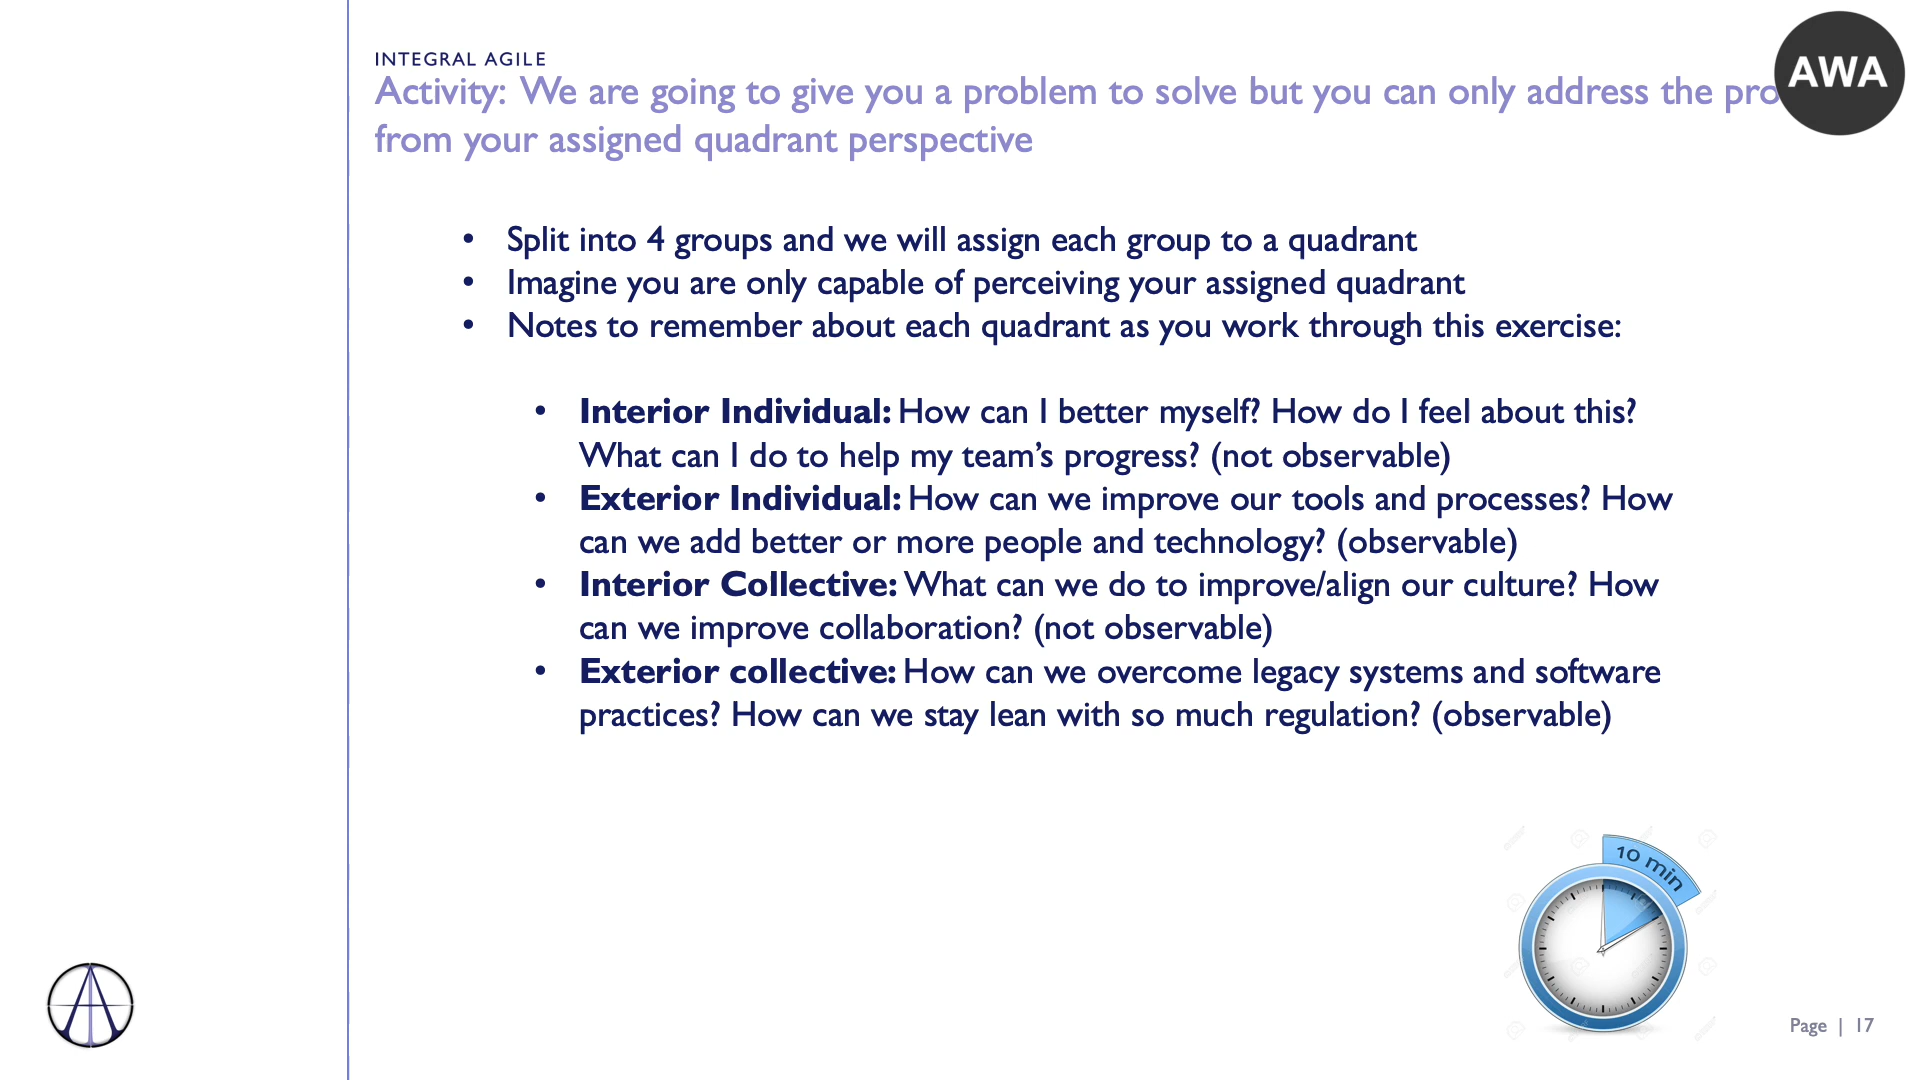 INTEGRAL AGILE
AWA
Activity: We are going to give you a problem to solve but you can only address the
from your assigned quadrant perspective
• Split into 4 groups and we will assign each group to a quadrant
• Imagine you are only capable of perceiving your assigned quadrant
• Notes to remember about each quadrant as you work through this exercise:
• Interior Individual: How can I better myself? How do I feel about this?
What can I do to help my team’s progress? (not observable)
• Exterior Individual: How can we improve our tools and processes? How
can we add better or more people and technology? (observable)
• Interior Collective: What can we do to improve/align our culture? How
can we improve collaboration? (not observable)
• Exterior collective: How can we overcome legacy systems and software
practices? How can we stay lean with so much regulation? (observable)
10 min
Page | 17